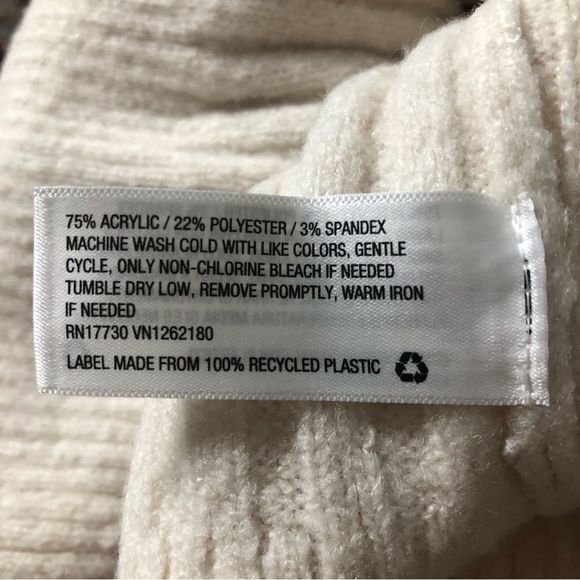 75% ACRYLIC / 22% POLYESTER / 3% SPANDEX
MACHINE WASH COLD WITH LIKE COLORS, GENTLE
CYCLE, ONLY NON-CHLORINE BLEACH IF NEEDED
TUMBLE DRY LOW, REMOVE PROMPTLY, WARM IRON
IF NEEDED
RN17730 VN1262180
LABEL MADE FROM 100% RECYCLED PLASTIC